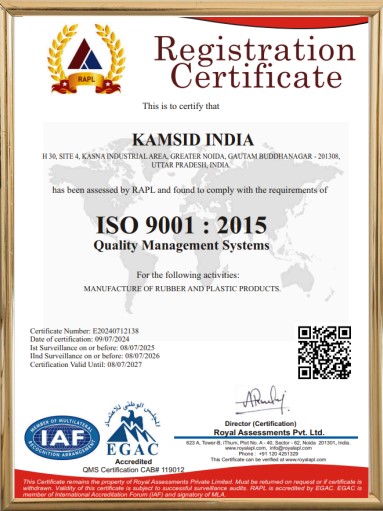 RAPL
Registration
Certificate
This is to certify that
KAMSID INDIA
H 30, SITE 4, KASNA INDUSTRIAL AREA, GREATER NOIDA, GAUTAM BUDDHANAGAR - 201308,
UTTAR PRADESH, INDIA
has been assessed by RAPL and found to comply with the requirements of
ISO 9001 : 2015
Quality Management Systems
For the following activities:
MANUFACTURE OF RUBBER AND PLASTIC PRODUCTS.
Certificate Number: E20240712138
Date of certification: 09/07/2024
Ist Surveillance on or before: 08/07/2025
IInd Surveillance on or before: 08/07/2026
Certification Valid Until: 08/07/2027
MEMBER OF MULTILATERAL
IAF
RECOGNITION ARRANGEMENT
EGAC
Accredited
QMS Certification CAB# 119012
Director (Certification)
Royal Assessments Pvt. Ltd.
623 A, Tower-B, iThum, Plot No. A - 40, Sector - 62, Noida 201301, India.
www.royalapl.com, info@royalapl.com
Phone : +91 120 4261329
This Certificate can be verified at www.royalapl.com
This Certificate remains the property of Royal Assessments Private Limited. Must be returned on request or if certificate is
withdrawn. Validity of this certificate is subject to successful surveillance audits. RAPL is accredited by EGAC. EGAC is
member of International Accreditation Forum (IAF) and signatory of MLA.